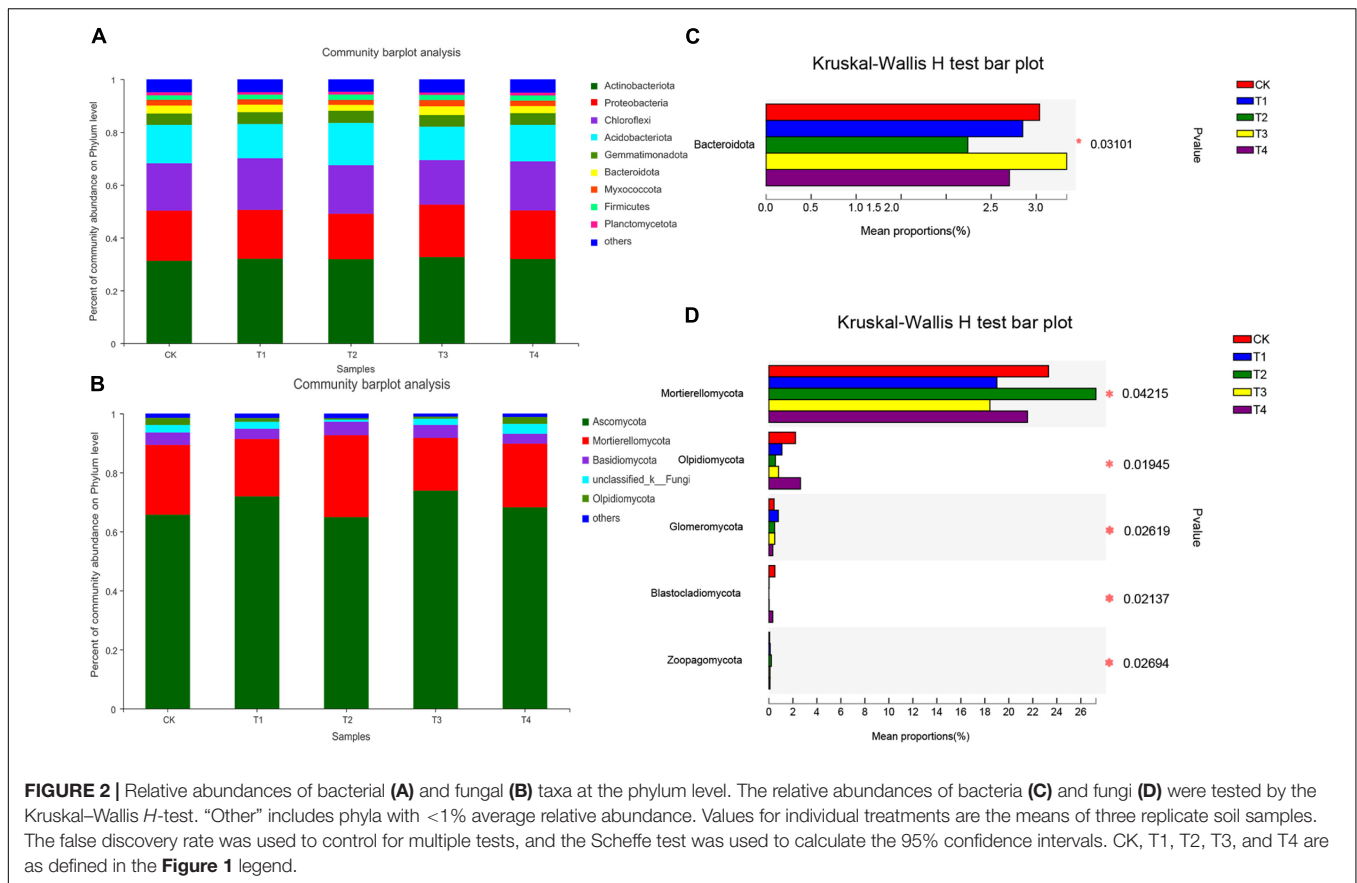 A
Community barplot analysis
Percent of community abundance on Phylum level
1
0.8
0.6
0.4
0.2
0
CK T1 T2 T3 T4
Samples
Actinobacteriota
Proteobacteria
Chloroflexi
Acidobacteriota
Gemmatimonadota
Bacteroidota
Myxococcota
Firmicutes
Planctomycetota
others
B
Community barplot analysis
Percent of community abundance on Phylum level
1
0.8
0.6
0.4
0.2
0
CK T1 T2 T3 T4
Samples
Ascomycota
Mortierellomycota
Basidiomycota
unclassified_k__Fungi
Olpidiomycota
others
C
Kruskal-Wallis H test bar plot
Bacteroidota
* 0.03101
Pvalue
0.0 0.5 1.0 1.5 2.0 2.5 3.0
Mean proportions(%)
CK
T1
T2
T3
T4
D
Kruskal-Wallis H test bar plot
Mortierellomycota
* 0.04215
Olpidiomycota
* 0.01945
Glomeromycota
* 0.02619
Blastocladiomycota
* 0.02137
Zoopagomycota
* 0.02694
Pvalue
0 2 4 6 8 10 12 14 16 18 20 22 24 26
Mean proportions(%)
CK
T1
T2
T3
T4
FIGURE 2 | Relative abundances of bacterial (A) and fungal (B) taxa at the phylum level. The relative abundances of bacteria (C) and fungi (D) were tested by the
Kruskal–Wallis H-test. “Other” includes phyla with <1% average relative abundance. Values for individual treatments are the means of three replicate soil samples.
The false discovery rate was used to control for multiple tests, and the Scheffe test was used to calculate the 95% confidence intervals. CK, T1, T2, T3, and T4 are
as defined in the Figure 1 legend.